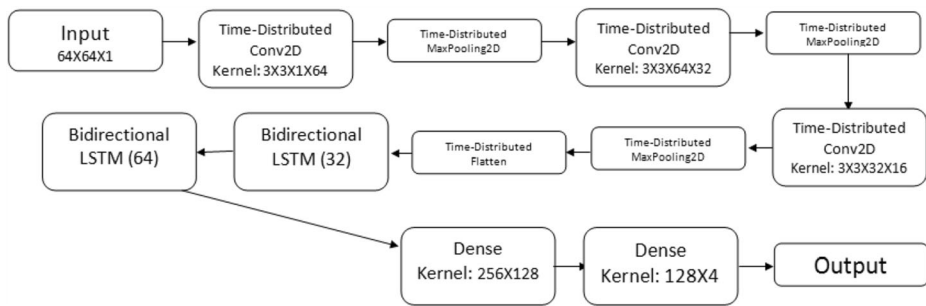 Input
64X64X1
Time-Distributed
Conv2D
Kernel: 3X3X1X64
Time-Distributed
MaxPooling2D
Time-Distributed
Conv2D
Kernel: 3X3X64X32
Time-Distributed
MaxPooling2D
Time-Distributed
Conv2D
Kernel: 3X3X32X16
Time-Distributed
MaxPooling2D
Time-Distributed
Flatten
Bidirectional
LSTM (32)
Bidirectional
LSTM (64)
Dense
Kernel: 256X128
Dense
Kernel: 128X4
Output